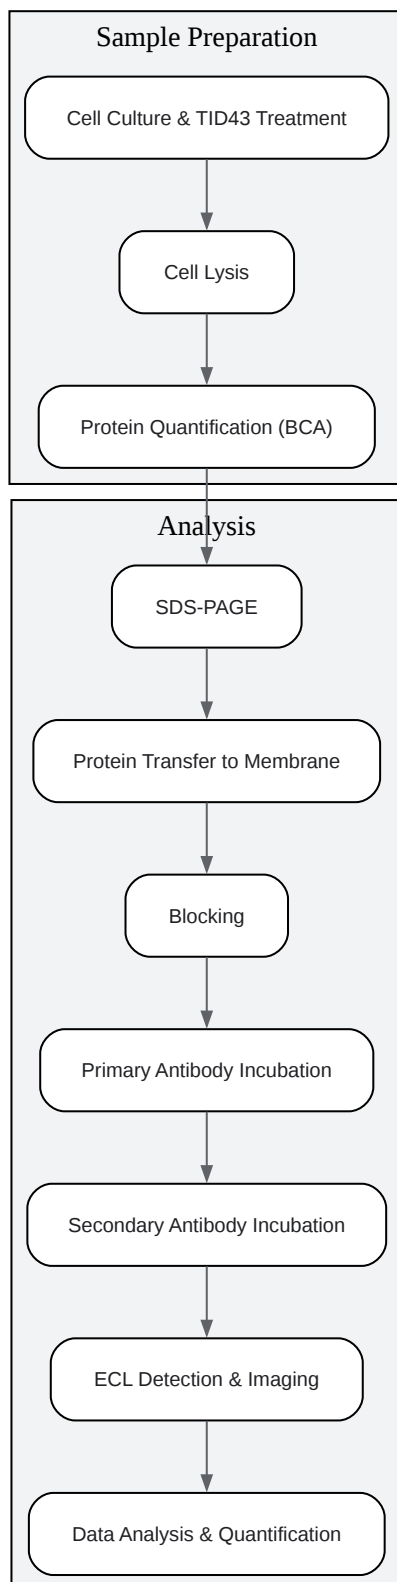 Sample Preparation
Cell Culture & TID43 Treatment
Cell Lysis
Protein Quantification (BCA)
Analysis
SDS-PAGE
Protein Transfer to Membrane
Blocking
Primary Antibody Incubation
Secondary Antibody Incubation
ECL Detection & Imaging
Data Analysis & Quantification